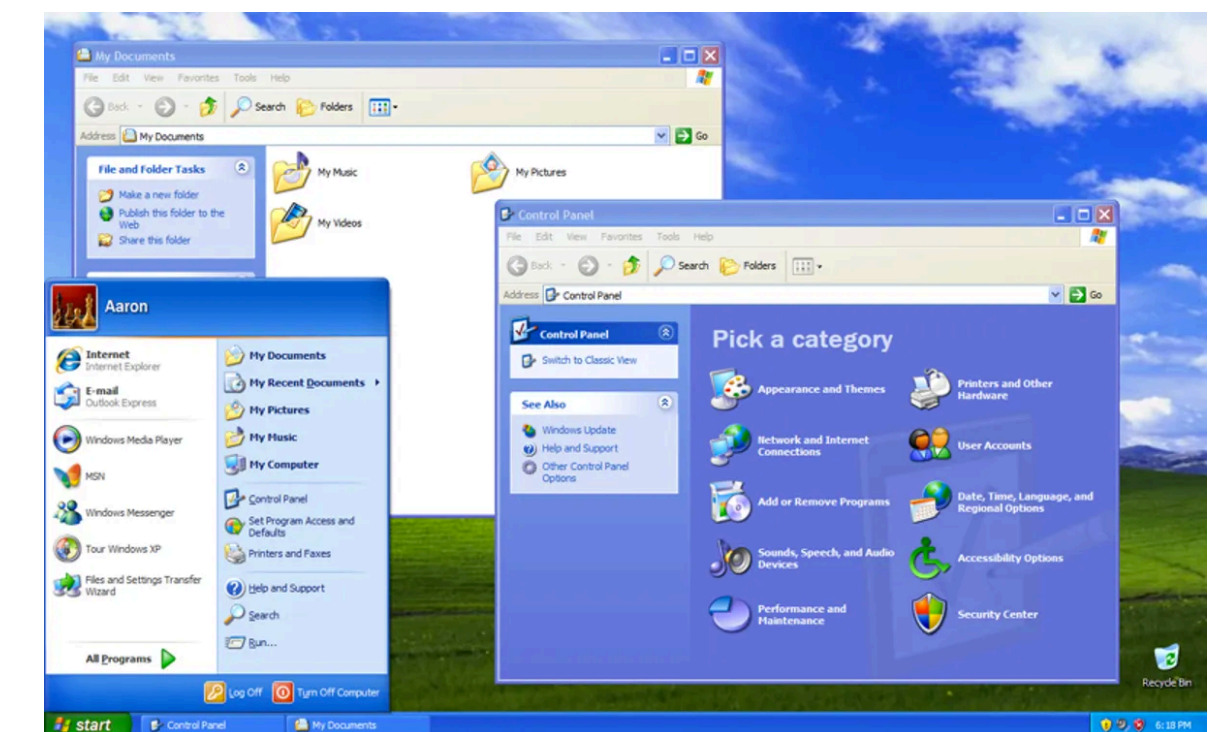 My Documents
File Edit View Favorites Tools Help
Back Search Folders
Address My Documents Go
File and Folder Tasks
Make a new folder
Publish this folder to the
Web
Share this folder
My Music
My Pictures
My Videos
Control Panel
File Edit View Favorites Tools Help
Back Search Folders
Address Control Panel Go
Control Panel
Switch to Classic View
See Also
Windows Update
Help and Support
Other Control Panel
Options
Pick a category
Appearance and Themes
Printers and Other
Hardware
Network and Internet
Connections
User Accounts
Add or Remove Programs
Date, Time, Language, and
Regional Options
Sounds, Speech, and Audio
Devices
Accessibility Options
Performance and
Maintenance
Security Center
Aaron
Internet
Internet Explorer
E-mail
Outlook Express
Windows Media Player
MSN
Windows Messenger
Tour Windows XP
Files and Settings Transfer
Wizard
All Programs
My Documents
My Recent Documents
My Pictures
My Music
My Computer
Control Panel
Set Program Access and
Defaults
Printers and Faxes
Help and Support
Search
Run...
Log Off Turn Off Computer
Recycle Bin
start Control Panel My Documents 6:18 PM